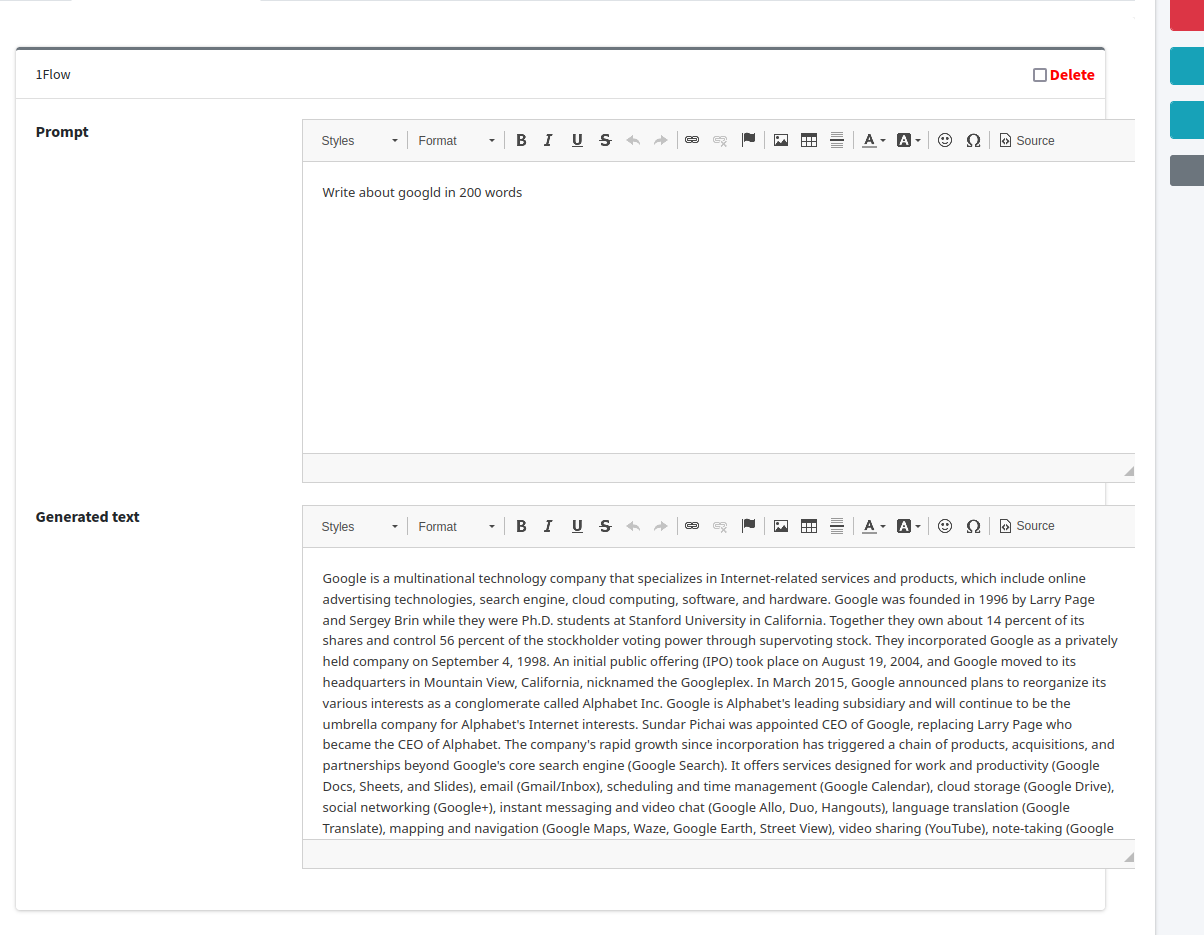 1Flow
Delete
Prompt
Styles Format B I U S A A Ω Source
Write about googld in 200 words
Generated text
Styles Format B I U S A A Ω Source
Google is a multinational technology company that specializes in Internet-related services and products, which include online
advertising technologies, search engine, cloud computing, software, and hardware. Google was founded in 1996 by Larry Page
and Sergey Brin while they were Ph.D. students at Stanford University in California. Together they own about 14 percent of its
shares and control 56 percent of the stockholder voting power through supervoting stock. They incorporated Google as a privately
held company on September 4, 1998. An initial public offering (IPO) took place on August 19, 2004, and Google moved to its
headquarters in Mountain View, California, nicknamed the Googleplex. In March 2015, Google announced plans to reorganize its
various interests as a conglomerate called Alphabet Inc. Google is Alphabet's leading subsidiary and will continue to be the
umbrella company for Alphabet's Internet interests. Sundar Pichai was appointed CEO of Google, replacing Larry Page who
became the CEO of Alphabet. The company's rapid growth since incorporation has triggered a chain of products, acquisitions, and
partnerships beyond Google's core search engine (Google Search). It offers services designed for work and productivity (Google
Docs, Sheets, and Slides), email (Gmail/Inbox), scheduling and time management (Google Calendar), cloud storage (Google Drive),
social networking (Google+), instant messaging and video chat (Google Allo, Duo, Hangouts), language translation (Google
Translate), mapping and navigation (Google Maps, Waze, Google Earth, Street View), video sharing (YouTube), note-taking (Google